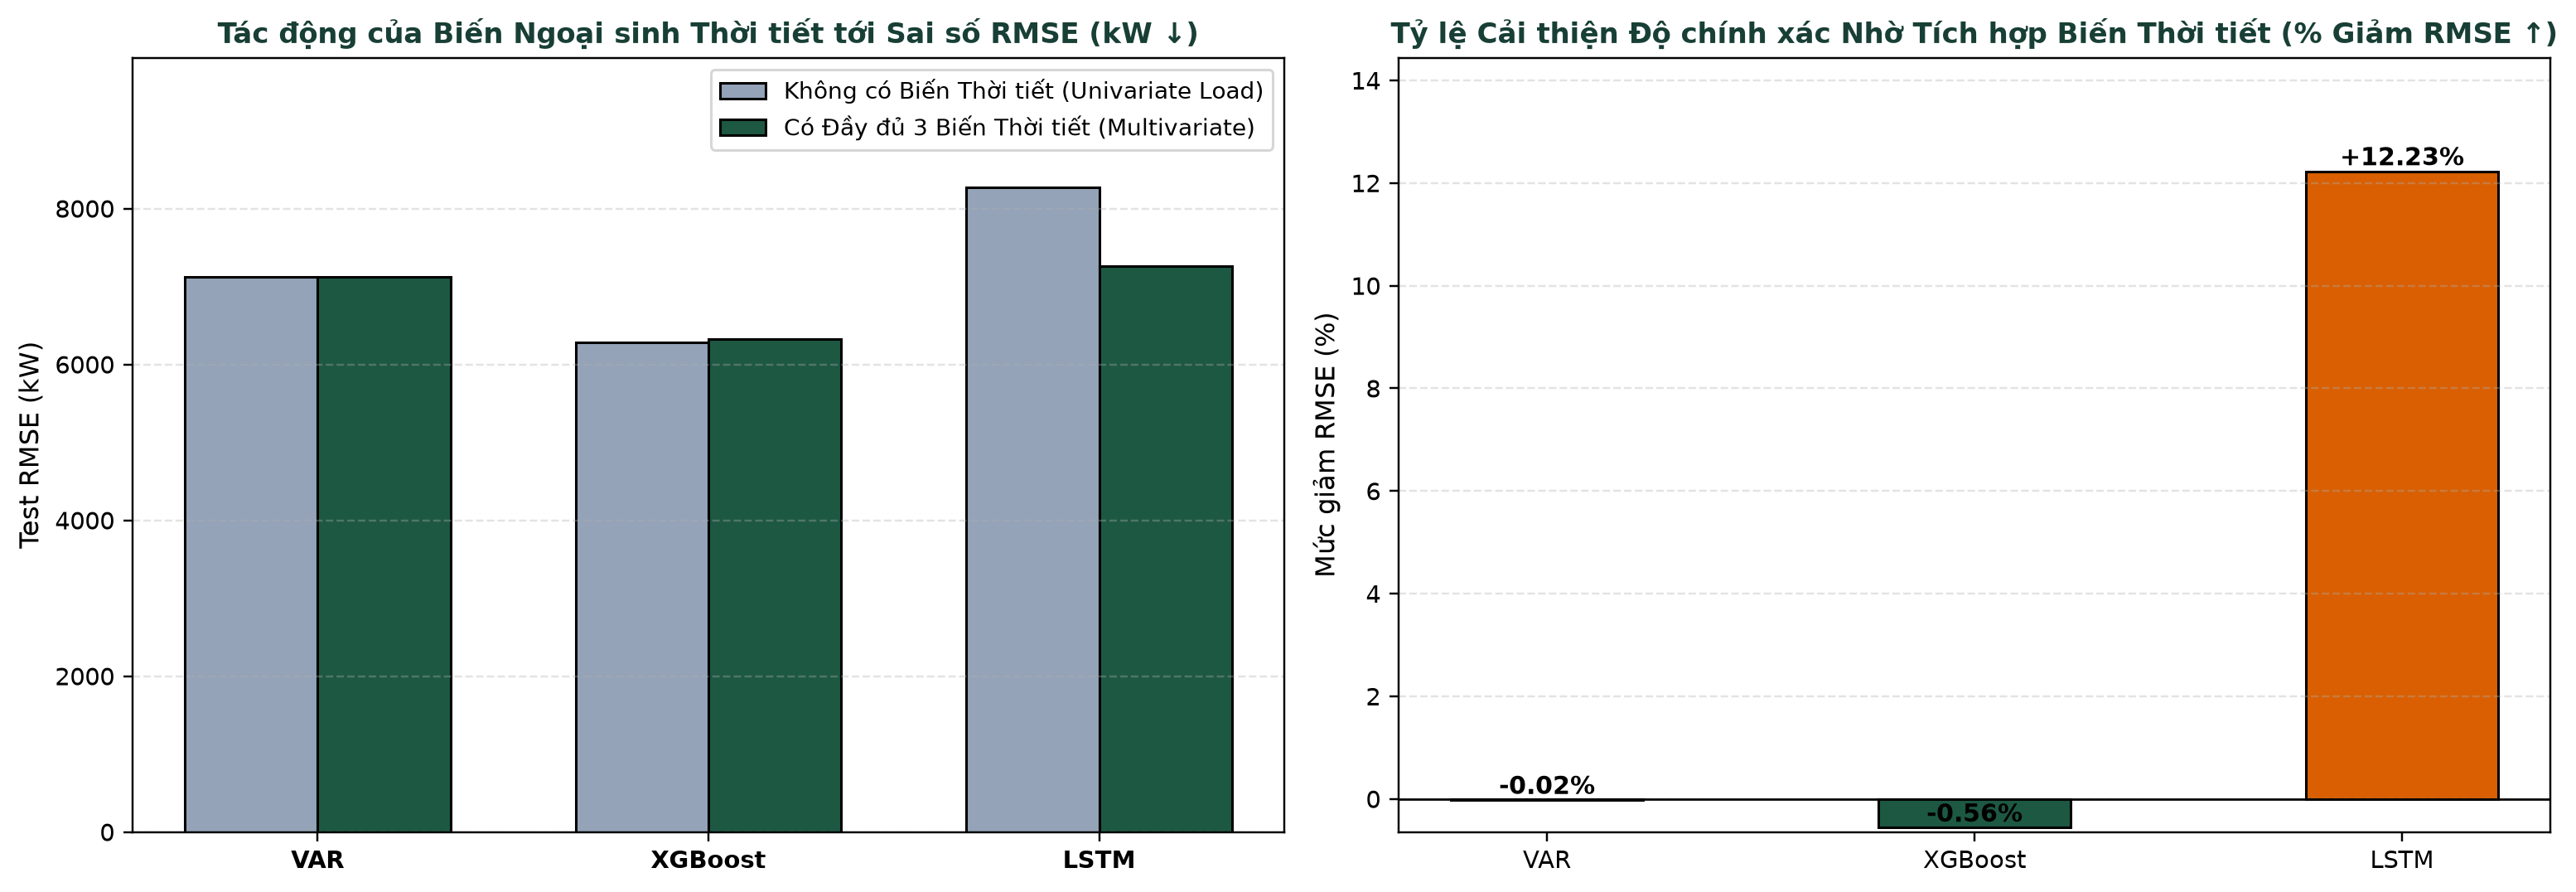 Tác động của Biến Ngoại sinh Thời tiết tới Sai số RMSE (kW ↓)
Không có Biến Thời tiết (Univariate Load)
Có Đầy đủ 3 Biến Thời tiết (Multivariate)
Test RMSE (kW)
8000
6000
4000
2000
0
VAR
XGBoost
LSTM
Tỷ lệ Cải thiện Độ chính xác Nhờ Tích hợp Biến Thời tiết (% Giảm RMSE ↑)
Mức giảm RMSE (%)
14
12
10
8
6
4
2
0
-0.02%
-0.56%
+12.23%
VAR
XGBoost
LSTM